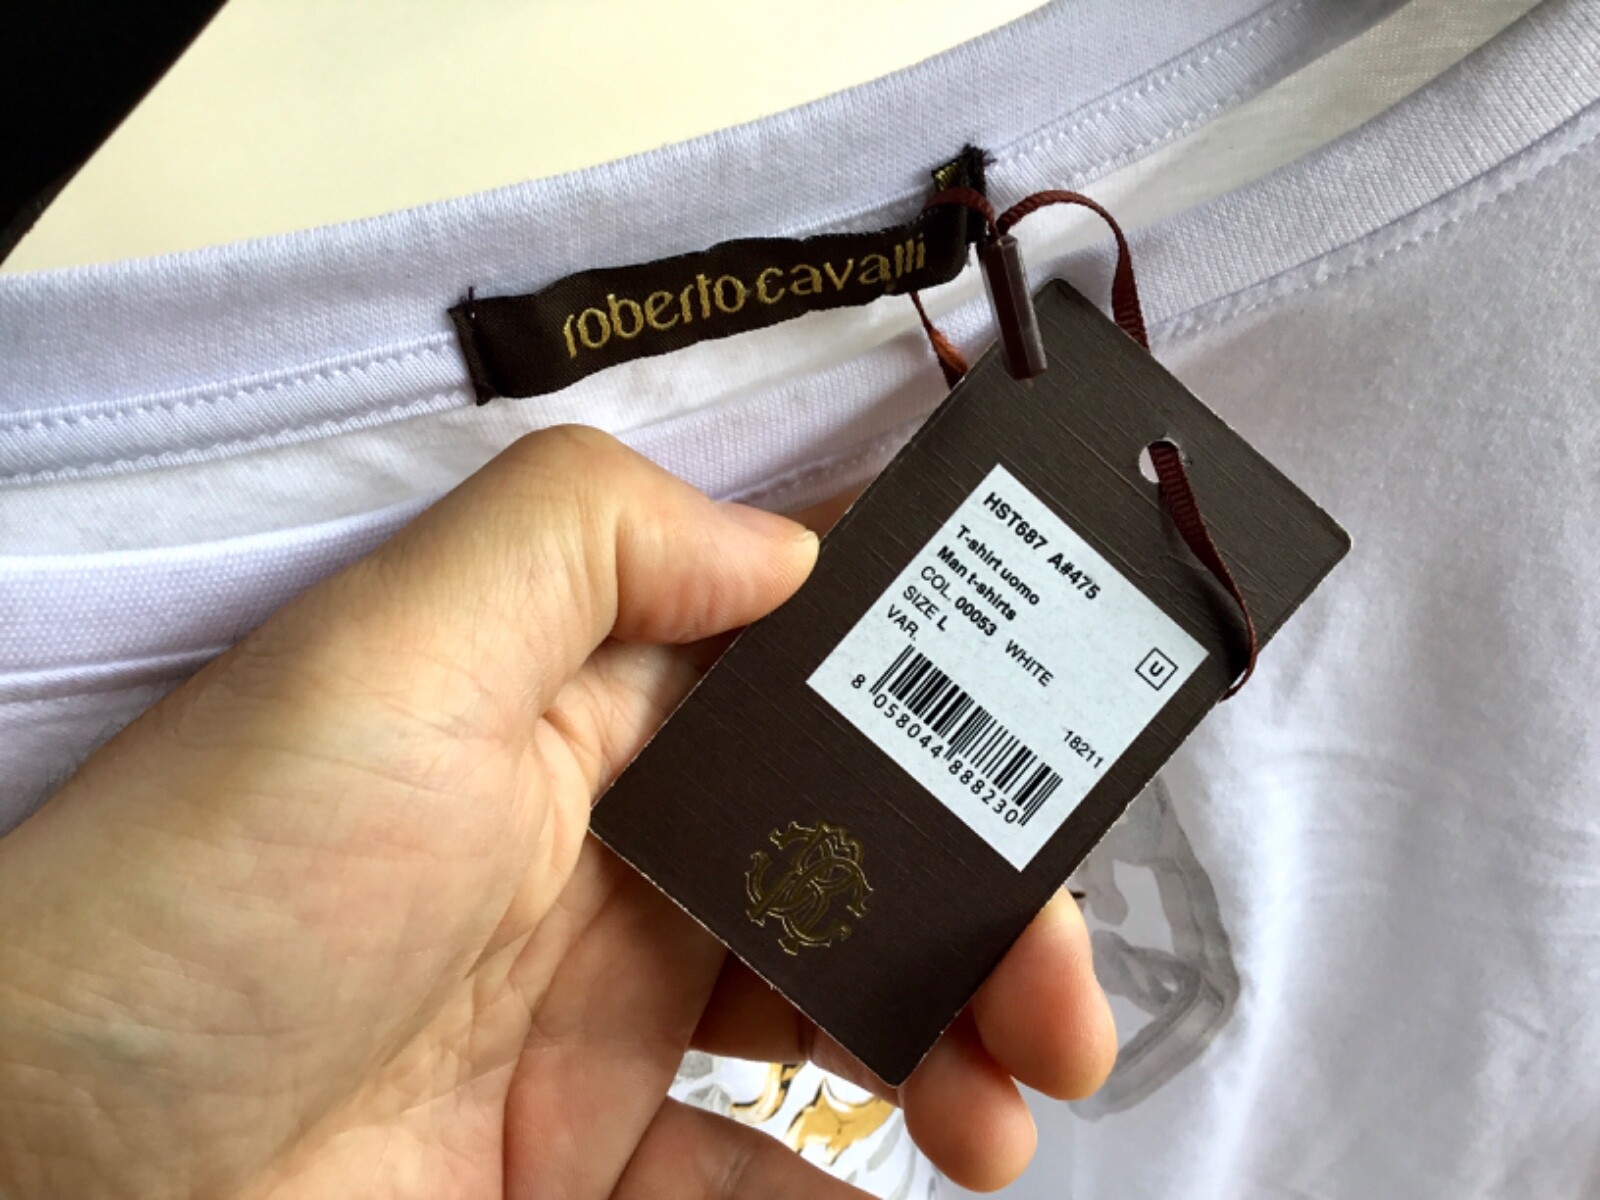 roberto cavalli
HST687 A#475
T-shirt uomo
Man t-shirts
COL. 00053 WHITE
SIZE L
VAR.
U
18211
8 058044 888230